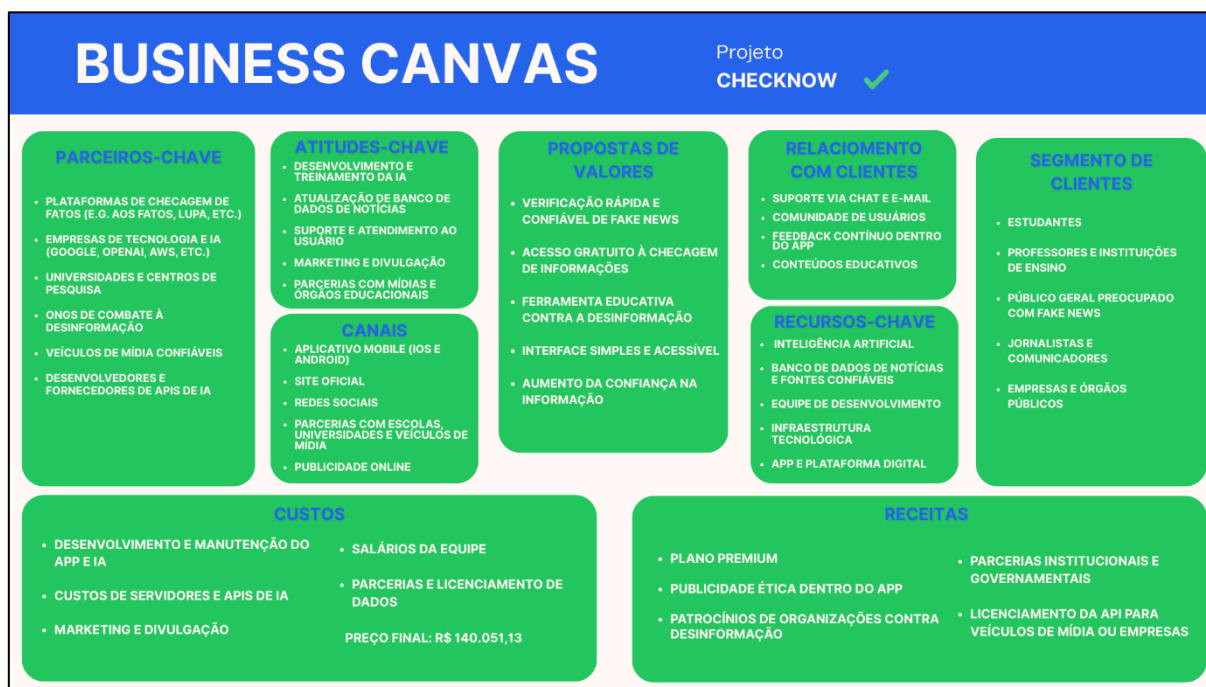 BUSINESS CANVAS
Projeto
CHECKNOW
PARCEIROS-CHAVE
• PLATAFORMAS DE CHECAGEM DE
FATOS (E.G. AOS FATOS, LUPA, ETC.)
• EMPRESAS DE TECNOLOGIA E IA
(GOOGLE, OPENAI, AWS, ETC.)
• UNIVERSIDADES E CENTROS DE
PESQUISA
• ONGS DE COMBATE À
DESINFORMAÇÃO
• VEÍCULOS DE MÍDIA CONFIÁVEIS
• DESENVOLVEDORES E
FORNECEDORES DE APIS DE IA
ATITUDES-CHAVE
• DESENVOLVIMENTO E
TREINAMENTO DA IA
• ATUALIZAÇÃO DE BANCO DE
DADOS DE NOTÍCIAS
• SUPORTE E ATENDIMENTO AO
USUÁRIO
• MARKETING E DIVULGAÇÃO
• PARCERIAS COM MÍDIAS E
ÓRGÃOS EDUCACIONAIS
CANAIS
• APLICATIVO MOBILE (IOS E
ANDROID)
• SITE OFICIAL
• REDES SOCIAIS
• PARCERIAS COM ESCOLAS,
UNIVERSIDADES E VEÍCULOS DE
MÍDIA
• PUBLICIDADE ONLINE
PROPOSTAS DE
VALORES
• VERIFICAÇÃO RÁPIDA E
CONFIÁVEL DE FAKE NEWS
• ACESSO GRATUITO À CHECAGEM
DE INFORMAÇÕES
• FERRAMENTA EDUCATIVA
CONTRA A DESINFORMAÇÃO
• INTERFACE SIMPLES E ACESSÍVEL
• AUMENTO DA CONFIANÇA NA
INFORMAÇÃO
RELACIOMENTO
COM CLIENTES
• SUPORTE VIA CHAT E E-MAIL
• COMUNIDADE DE USUÁRIOS
• FEEDBACK CONTÍNUO DENTRO
DO APP
• CONTEÚDOS EDUCATIVOS
RECURSOS-CHAVE
• INTELIGÊNCIA ARTIFICIAL
• BANCO DE DADOS DE NOTÍCIAS
E FONTES CONFIÁVEIS
• EQUIPE DE DESENVOLVIMENTO
• INFRAESTRUTURA
TECNOLÓGICA
• APP E PLATAFORMA DIGITAL
SEGMENTO DE
CLIENTES
• ESTUDANTES
• PROFESSORES E INSTITUIÇÕES
DE ENSINO
• PÚBLICO GERAL PREOCUPADO
COM FAKE NEWS
• JORNALISTAS E
COMUNICADORES
• EMPRESAS E ÓRGÃOS
PÚBLICOS
CUSTOS
• DESENVOLVIMENTO E MANUTENÇÃO DO
APP E IA
• CUSTOS DE SERVIDORES E APIS DE IA
• MARKETING E DIVULGAÇÃO
• SALÁRIOS DA EQUIPE
• PARCERIAS E LICENCIAMENTO DE
DADOS
PREÇO FINAL: R$ 140.051,13
RECEITAS
• PLANO PREMIUM
• PUBLICIDADE ÉTICA DENTRO DO APP
• PATROCÍNIOS DE ORGANIZAÇÕES CONTRA
DESINFORMAÇÃO
• PARCERIAS INSTITUCIONAIS E
GOVERNAMENTAIS
• LICENCIAMENTO DA API PARA
VEÍCULOS DE MÍDIA OU EMPRESAS